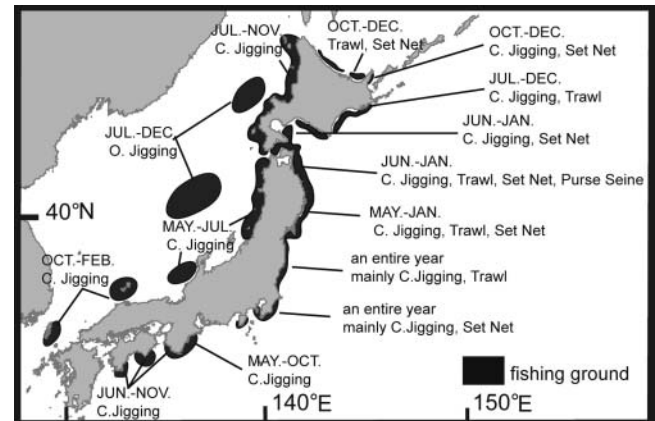 JUL.-NOV.
C. Jigging
OCT.-DEC.
Trawl, Set Net
OCT.-DEC.
C. Jigging, Set Net
JUL.-DEC.
C. Jigging, Trawl
JUL.-DEC.
O. Jigging
JUN.-JAN.
C. Jigging, Set Net
JUN.-JAN.
C. Jigging, Trawl, Set Net, Purse Seine
40°N
MAY.-JUL.
C. Jigging
MAY.-JAN.
C. Jigging, Trawl, Set Net
OCT.-FEB.
C. Jigging
an entire year
mainly C.Jigging, Trawl
an entire year
mainly C.Jigging, Set Net
MAY.-OCT.
C.Jigging
JUN.-NOV.
C.Jigging
fishing ground
140°E
150°E